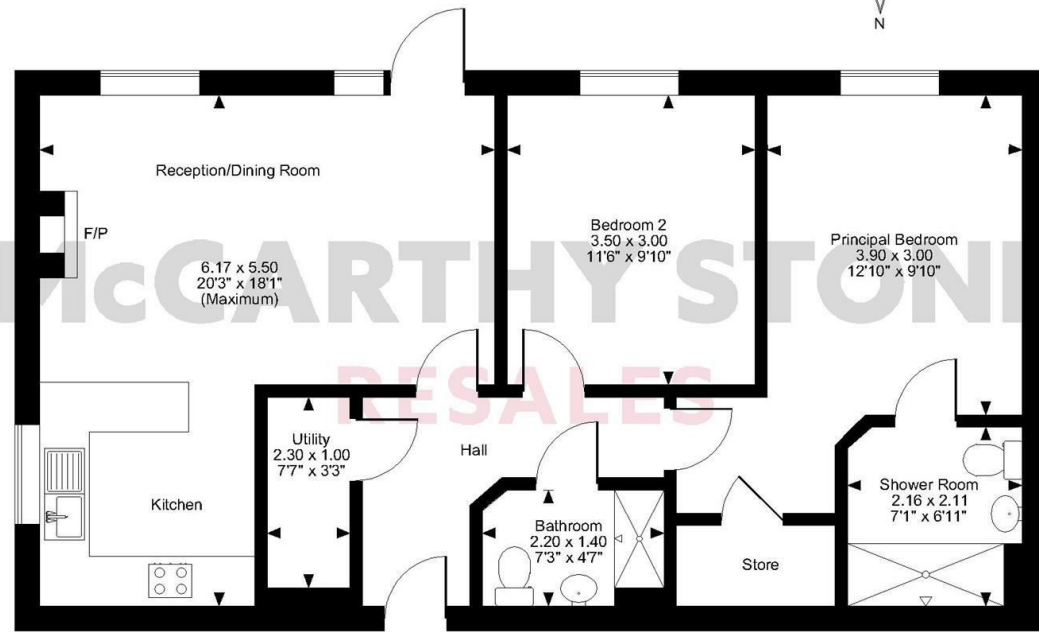 N
Reception/Dining Room
F/P
6.17 x 5.50
20'3" x 18'1"
(Maximum)
Bedroom 2
3.50 x 3.00
11'6" x 9'10"
Principal Bedroom
3.90 x 3.00
12'10" x 9'10"
McCARTHY STONE
RESALES
Utility
2.30 x 1.00
7'7" x 3'3"
Hall
Kitchen
Bathroom
2.20 x 1.40
7'3" x 4'7"
Store
Shower Room
2.16 x 2.11
7'1" x 6'11"